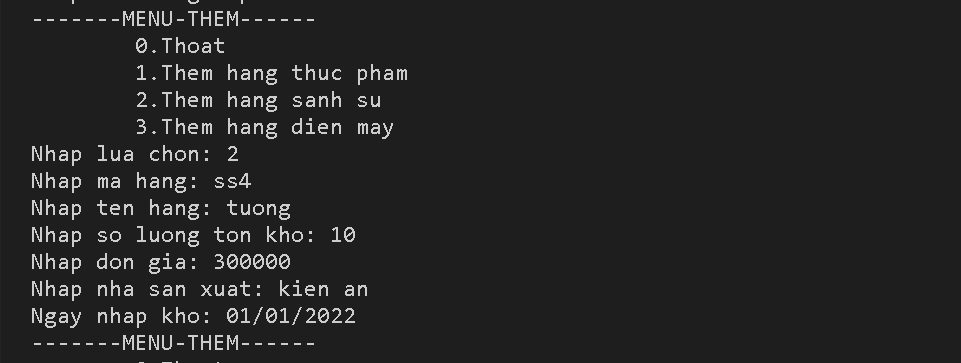 -------MENU-THEM------
0.Thoat
1.Them hang thuc pham
2.Them hang sanh su
3.Them hang dien may
Nhap lua chon: 2
Nhap ma hang: ss4
Nhap ten hang: tuong
Nhap so luong ton kho: 10
Nhap don gia: 300000
Nhap nha san xuat: kien an
Ngay nhap kho: 01/01/2022
-------MENU-THEM------